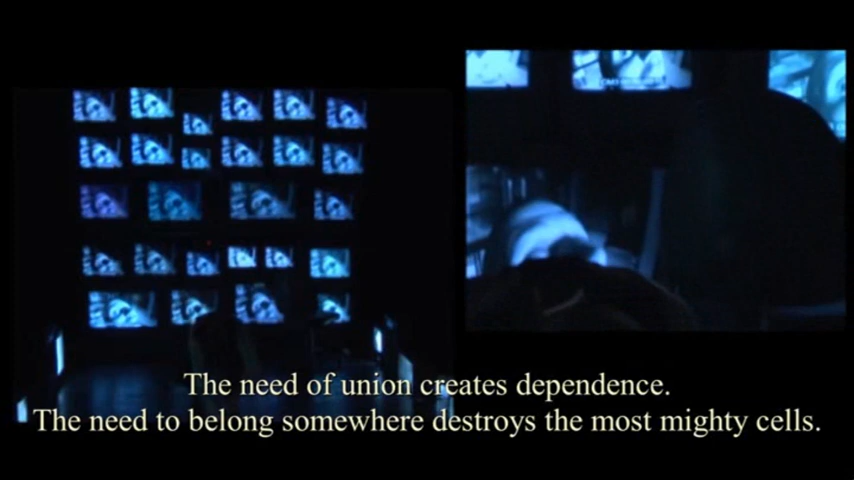 The need of union creates dependence.
The need to belong somewhere destroys the most mighty cells.